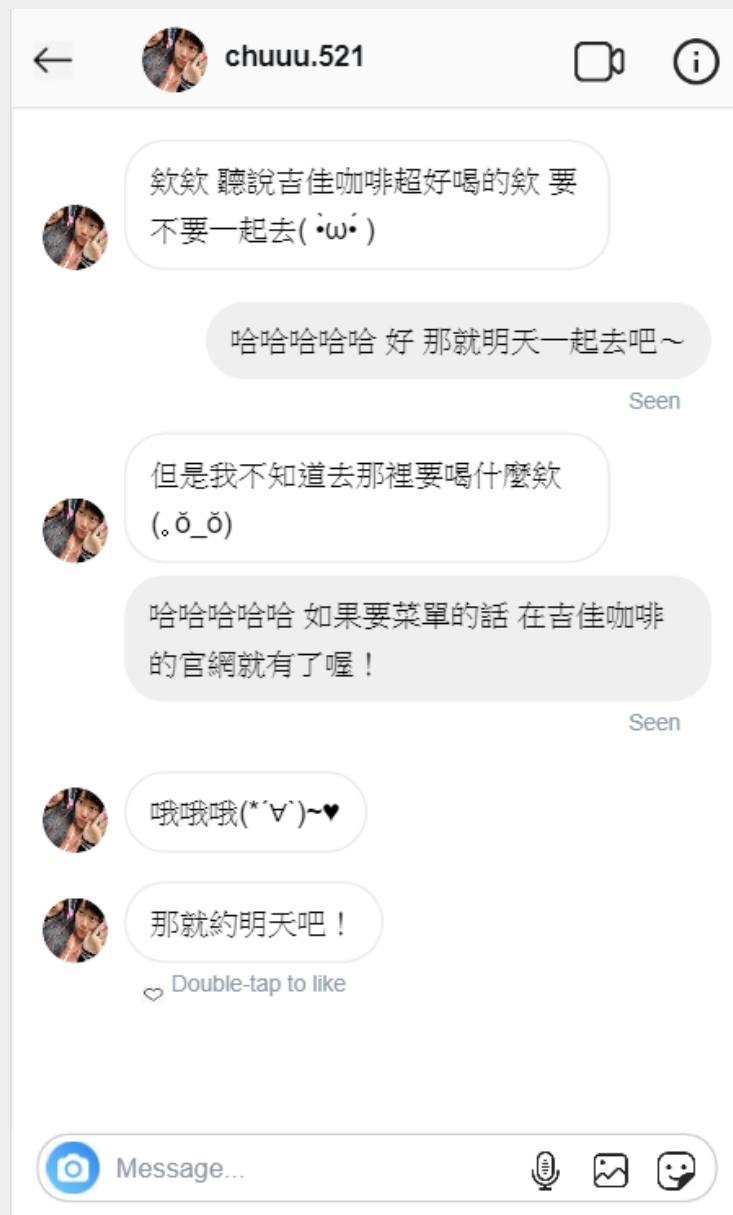 chuuu.521
欸欸 聽說吉佳咖啡超好喝的欸 要
不要一起去( •̀ω•́ )
哈哈哈哈哈 好 那就明天一起去吧～
Seen
但是我不知道去那裡要喝什麼欸
(｡ŏ_ŏ)
哈哈哈哈哈 如果要菜單的話 在吉佳咖啡
的官網就有了喔！
Seen
哦哦哦(*´∀`)~♥
那就約明天吧！
Double-tap to like
Message...